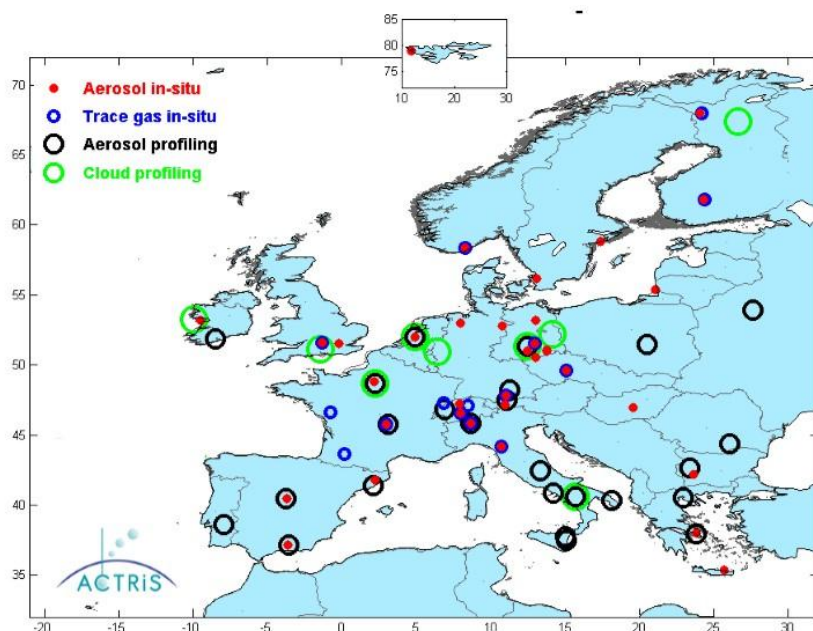 85
80
75
10 20 30
70
65
60
55
50
45
40
35
Aerosol in-situ
Trace gas in-situ
Aerosol profiling
Cloud profiling
ACTRiS
-20 -15 -10 -5 0 5 10 15 20 25 30